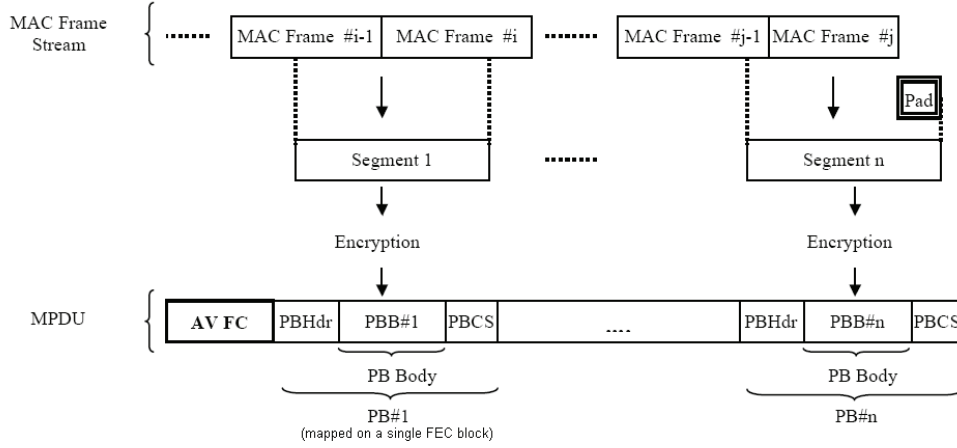 MAC Frame
Stream
MAC Frame #i-1
MAC Frame #i
MAC Frame #j-1
MAC Frame #j
Pad
Segment 1
Segment n
Encryption
Encryption
MPDU
AV FC
PBHdr
PBB#1
PBCS
....
PBHdr
PBB#n
PBCS
PB Body
PB Body
PB#1
(mapped on a single FEC block)
PB#n